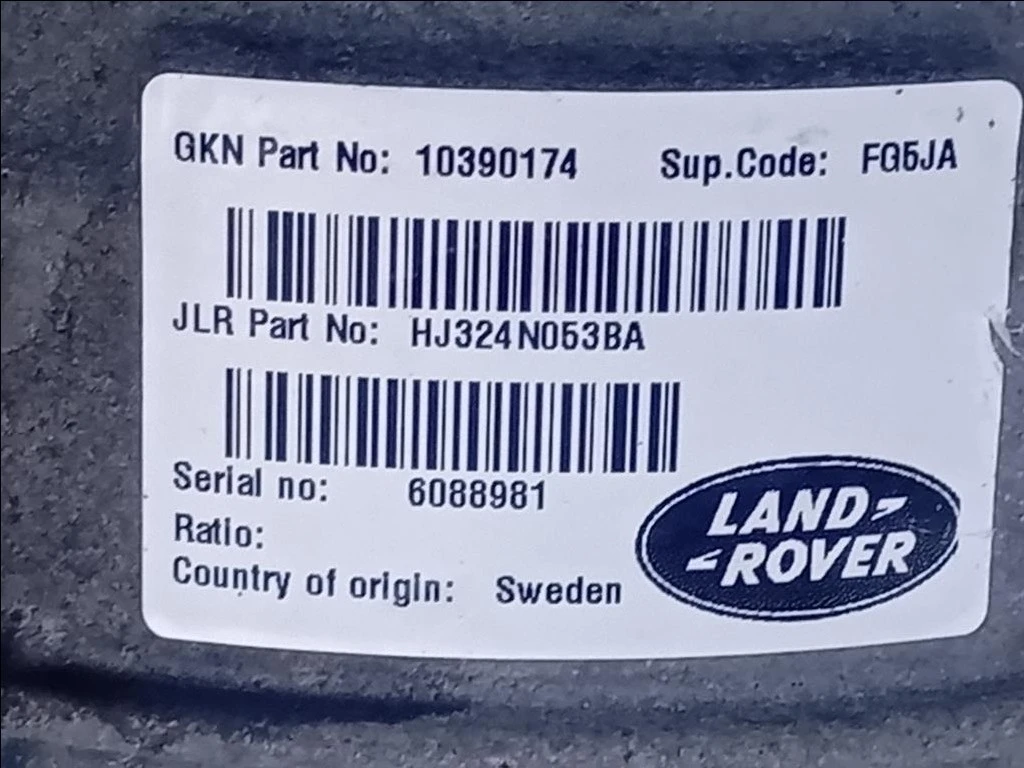 GKN Part No: 10390174 Sup.Code: FG5JA
JLR Part No: HJ324N053BA
Serial no: 6088981
Ratio:
Country of origin: Sweden
LAND
ROVER